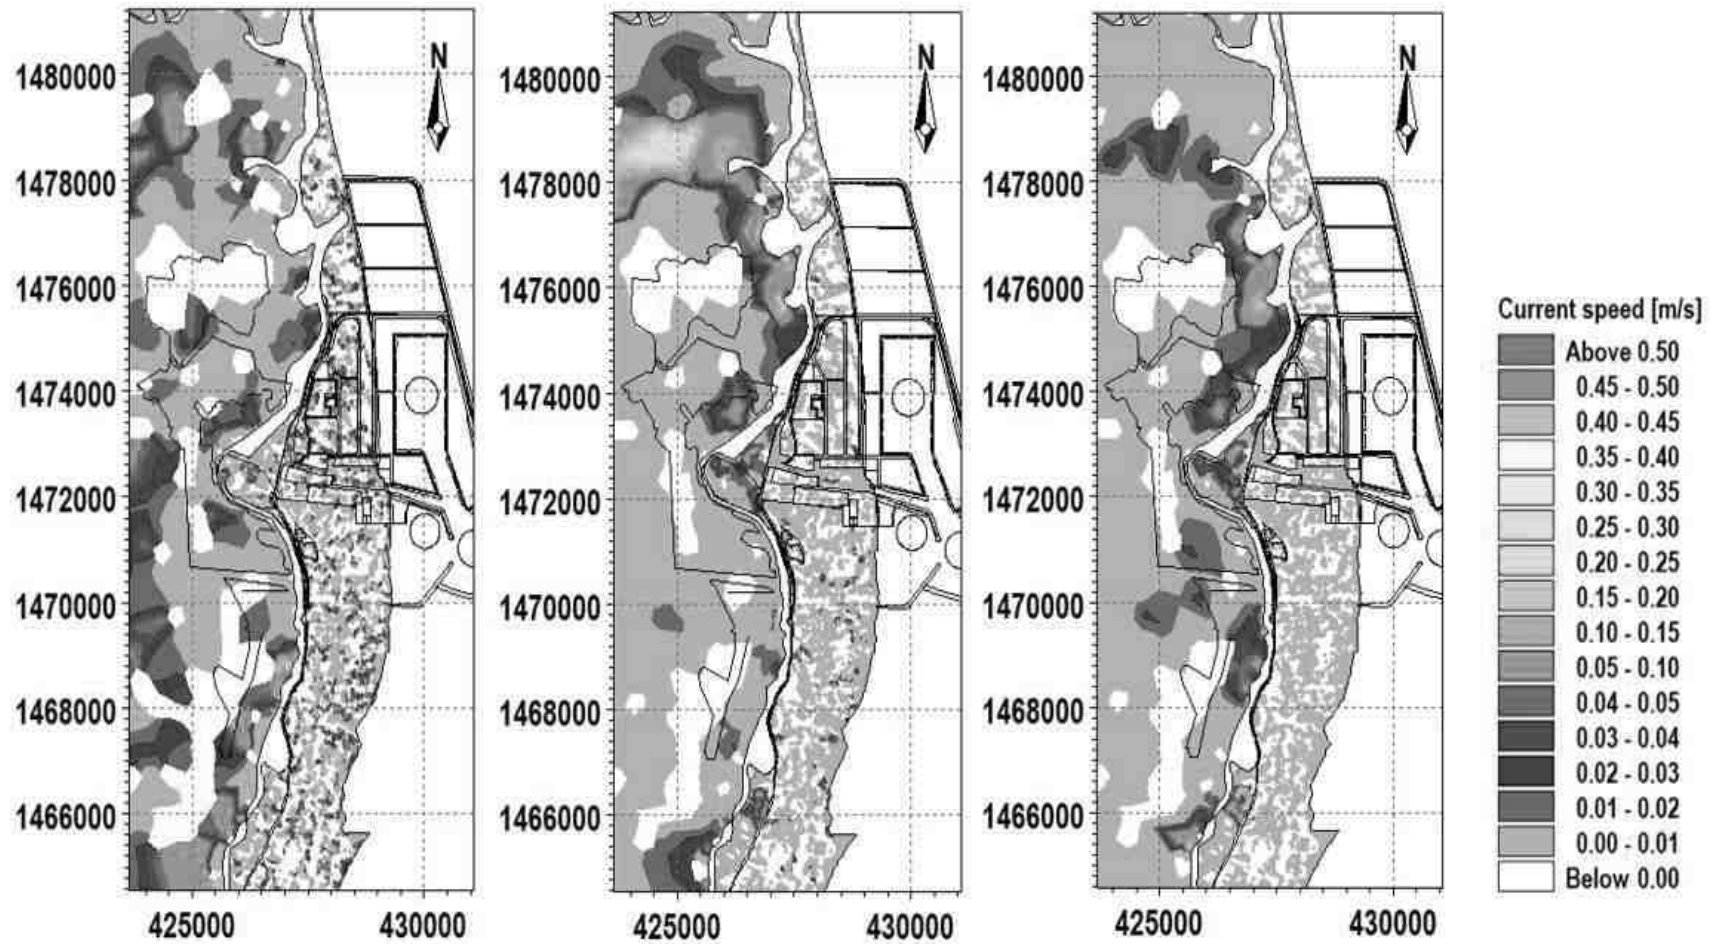 N
N
N
1480000
1478000
1476000
1474000
1472000
1470000
1468000
1466000
425000
430000
1480000
1478000
1476000
1474000
1472000
1470000
1468000
1466000
425000
430000
1480000
1478000
1476000
1474000
1472000
1470000
1468000
1466000
425000
430000
Current speed [m/s]
Above 0.50
0.45 - 0.50
0.40 - 0.45
0.35 - 0.40
0.30 - 0.35
0.25 - 0.30
0.20 - 0.25
0.15 - 0.20
0.10 - 0.15
0.05 - 0.10
0.04 - 0.05
0.03 - 0.04
0.02 - 0.03
0.01 - 0.02
0.00 - 0.01
Below 0.00